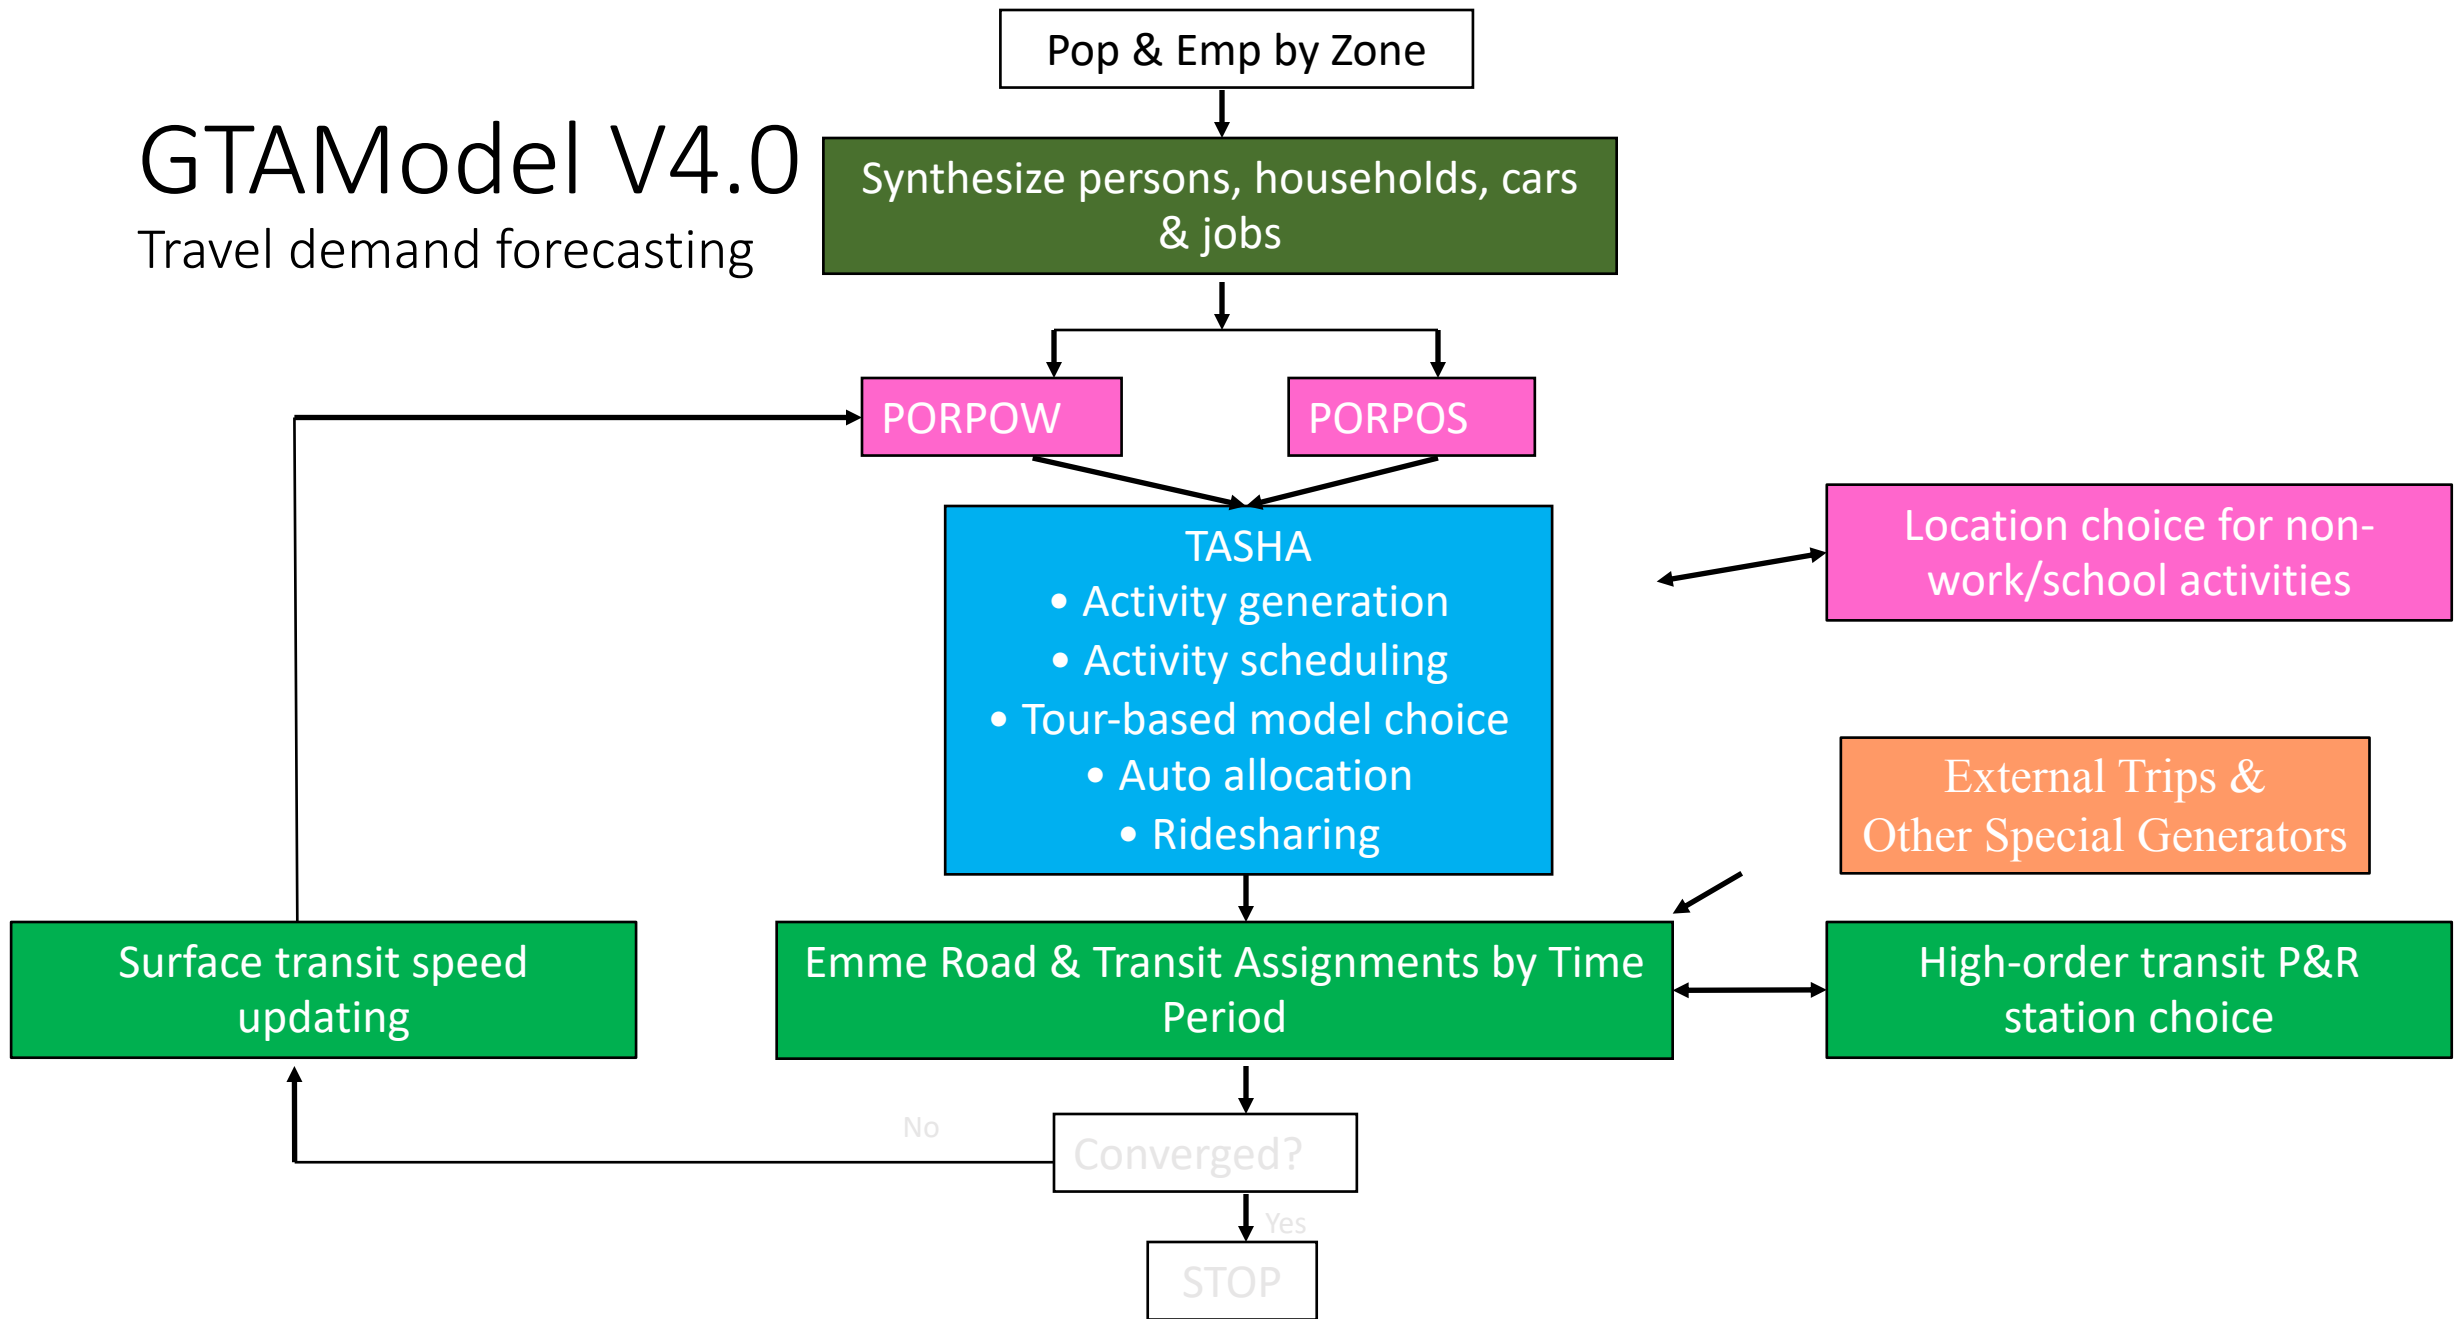 Pop & Emp by Zone
GTAModel V4.0
Travel demand forecasting
Synthesize persons, households, cars
& jobs
PORPOW
PORPOS
TASHA
• Activity generation
• Activity scheduling
• Tour-based model choice
• Auto allocation
• Ridesharing
Location choice for non-
work/school activities
External Trips &
Other Special Generators
Surface transit speed
updating
Emme Road & Transit Assignments by Time
Period
High-order transit P&R
station choice
No
Converged?
Yes
STOP